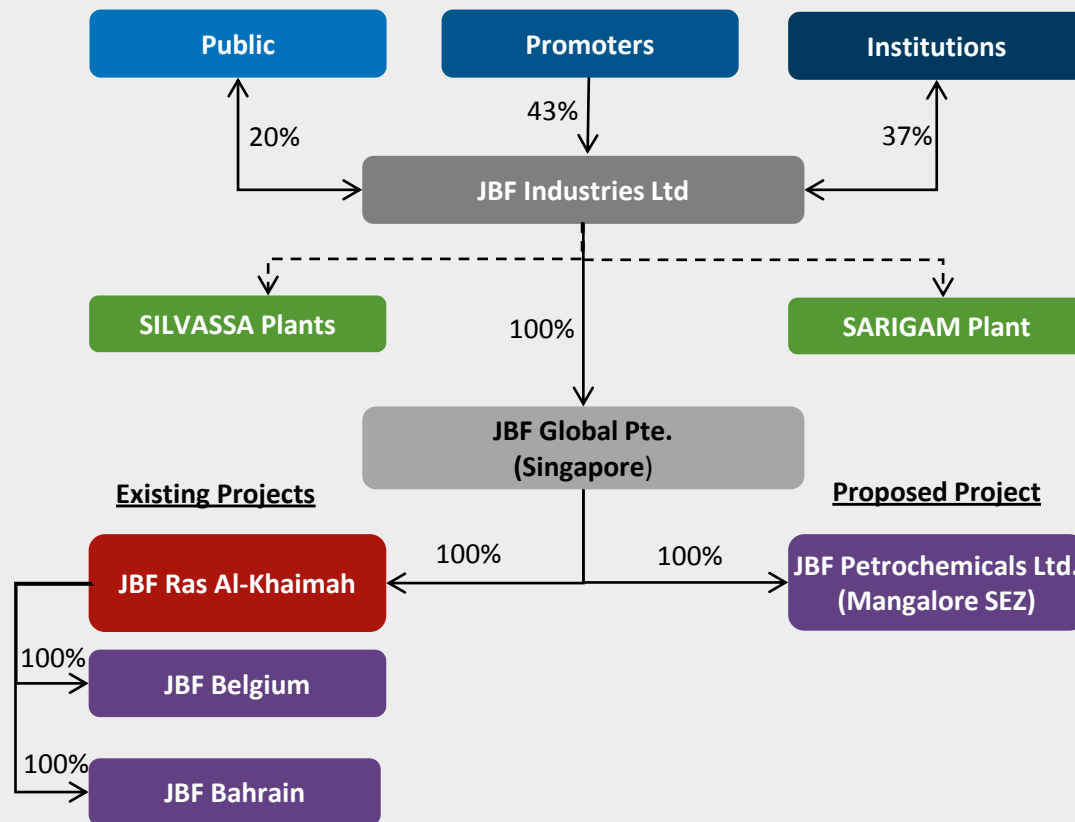 Public
Promoters
Institutions
20%
43%
37%
JBF Industries Ltd
SILVASSA Plants
SARIGAM Plant
100%
JBF Global Pte.
(Singapore)
Existing Projects
Proposed Project
100%
100%
JBF Ras Al-Khaimah
JBF Petrochemicals Ltd.
(Mangalore SEZ)
100%
JBF Belgium
100%
JBF Bahrain